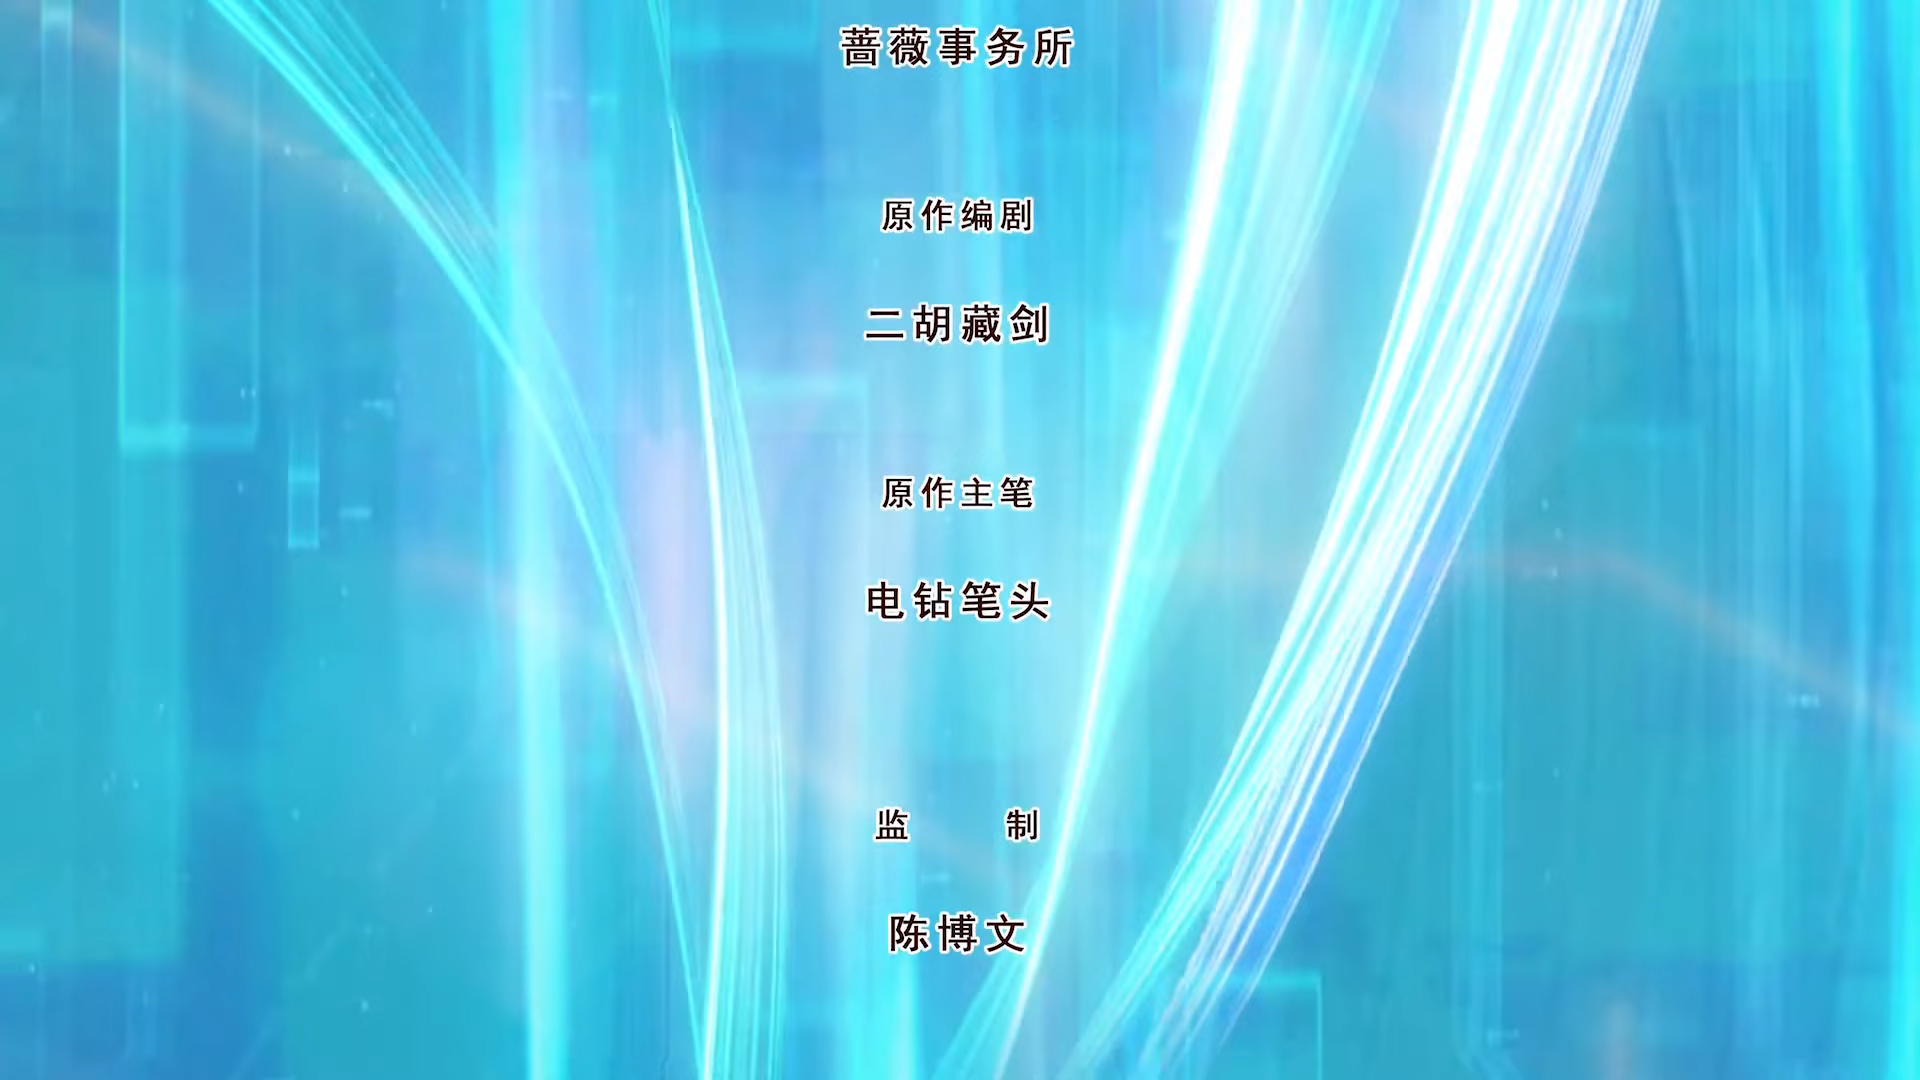 蔷薇事务所
原作编剧
二胡藏剑
原作主笔
电钻笔头
监 制
陈博文